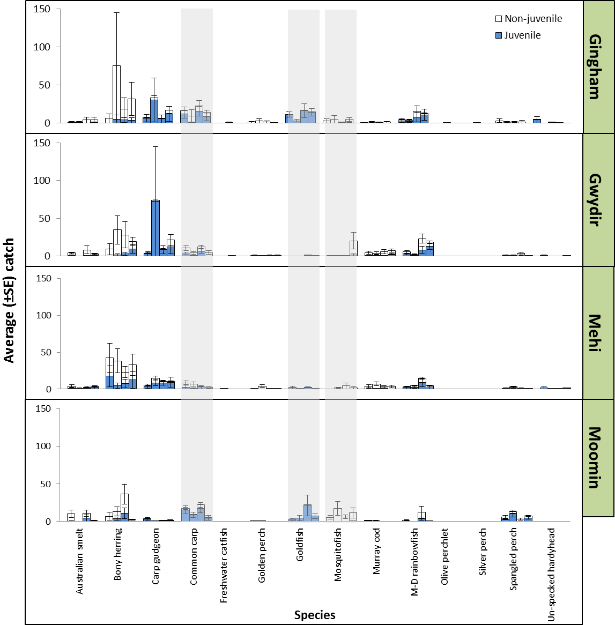 Non-juvenile
Juvenile
Gingham
150
100
50
0
Gwydir
150
100
50
0
Mehi
150
100
50
0
Moomin
150
100
50
0
Average (±SE) catch
Australian smelt
Bony herring
Carp gudgeon
Common carp
Freshwater catfish
Golden perch
Goldfish
Mosquitofish
Murray cod
M-D rainbowfish
Olive perchlet
Silver perch
Spangled perch
Un-specked hardyhead
Species